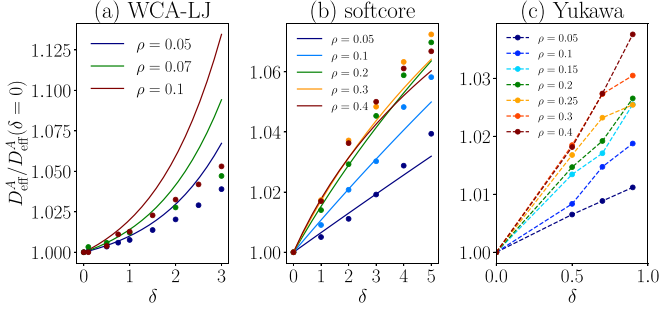 (a) WCA-LJ
D_eff^A/D_eff^A(δ = 0)
1.125
1.100
1.075
1.050
1.025
1.000
ρ = 0.05
ρ = 0.07
ρ = 0.1
0 1 2 3
δ
(b) softcore
1.06
1.04
1.02
1.00
ρ = 0.05
ρ = 0.1
ρ = 0.2
ρ = 0.3
ρ = 0.4
0 1 2 3 4 5
δ
(c) Yukawa
1.03
1.02
1.01
1.00
ρ = 0.05
ρ = 0.1
ρ = 0.15
ρ = 0.2
ρ = 0.25
ρ = 0.3
ρ = 0.4
0.0 0.5 1.0
δ